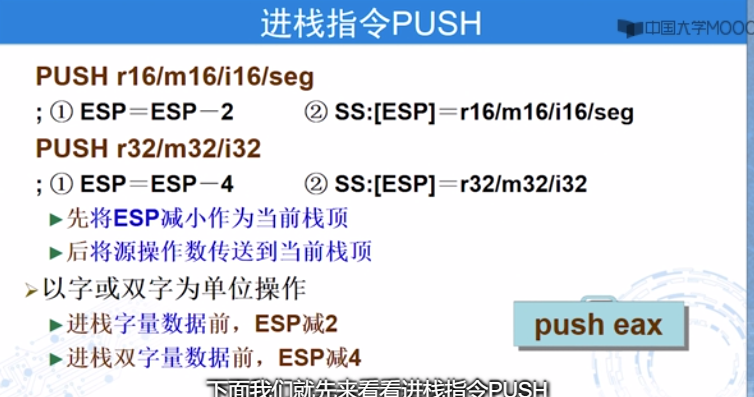 进栈指令PUSH
中国大学MOOC
PUSH r16/m16/i16/seg
; ① ESP＝ESP－2 ② SS:[ESP]＝r16/m16/i16/seg
PUSH r32/m32/i32
; ① ESP＝ESP－4 ② SS:[ESP]＝r32/m32/i32
►先将ESP减小作为当前栈顶
►后将源操作数传送到当前栈顶
➢以字或双字为单位操作
►进栈字量数据前，ESP减2
►进栈双字量数据前，ESP减4
push eax
下面我们就先来看看进栈指令PUSH